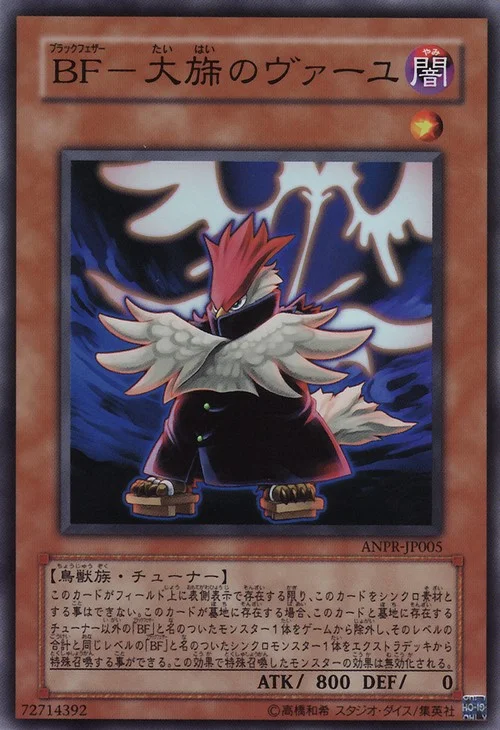 ブラックフェザー たい はい
BF－大旆のヴァーユ
やみ
闇
ANPR-JP005
ちょうじゅうぞく
【鳥獣族・チューナー】
このカードがフィールド上に表側表示で存在する限り、このカードをシンクロ素材と
する事はできない。このカードが墓地に存在する場合、このカードと墓地に存在する
チューナー以外の「BF」と名のついたモンスター1体をゲームから除外し、そのレベルの
合計と同じレベルの「BF」と名のついたシンクロモンスター1体をエクストラデッキから
特殊召喚する事ができる。この効果で特殊召喚したモンスターの効果は無効化される。
ATK/ 800 DEF/ 0
72714392 ©高橋和希 スタジオ・ダイス/集英社